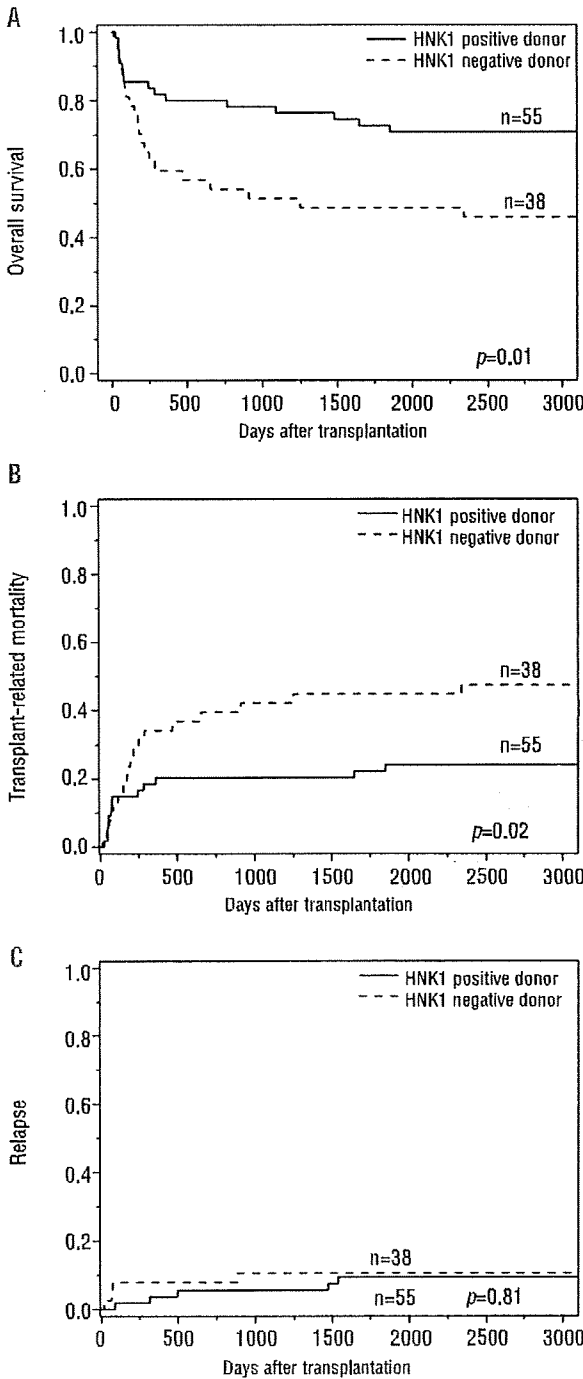 A
1.0
0.8
0.6
0.4
0.2
0.0
Overall survival
HNK1 positive donor
HNK1 negative donor
n=55
n=38
p=0.01
0 500 1000 1500 2000 2500 3000
Days after transplantation
B
1.0
0.8
0.6
0.4
0.2
0.0
Transplant-related mortality
HNK1 positive donor
HNK1 negative donor
n=38
n=55
p=0.02
0 500 1000 1500 2000 2500 3000
Days after transplantation
C
1.0
0.8
0.6
0.4
0.2
0.0
Relapse
HNK1 positive donor
HNK1 negative donor
n=38
n=55 p=0.81
0 500 1000 1500 2000 2500 3000
Days after transplantation